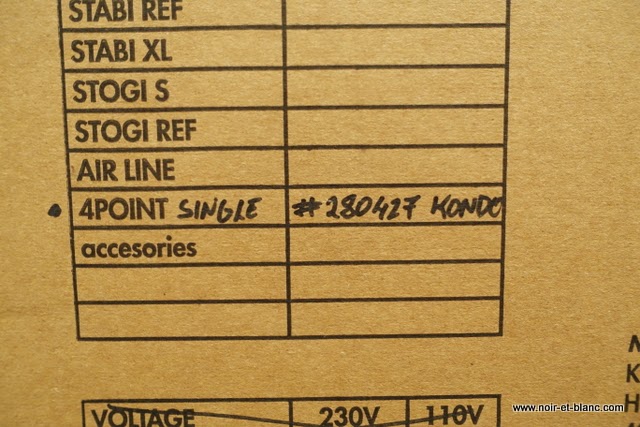 STABI REF
STABI XL
STOGI S
STOGI REF
AIR LINE
4POINT SINGLE #280427 KONDO
accesories
VOLTAGE 230V 110V
K
H
www.noir-et-blanc.com